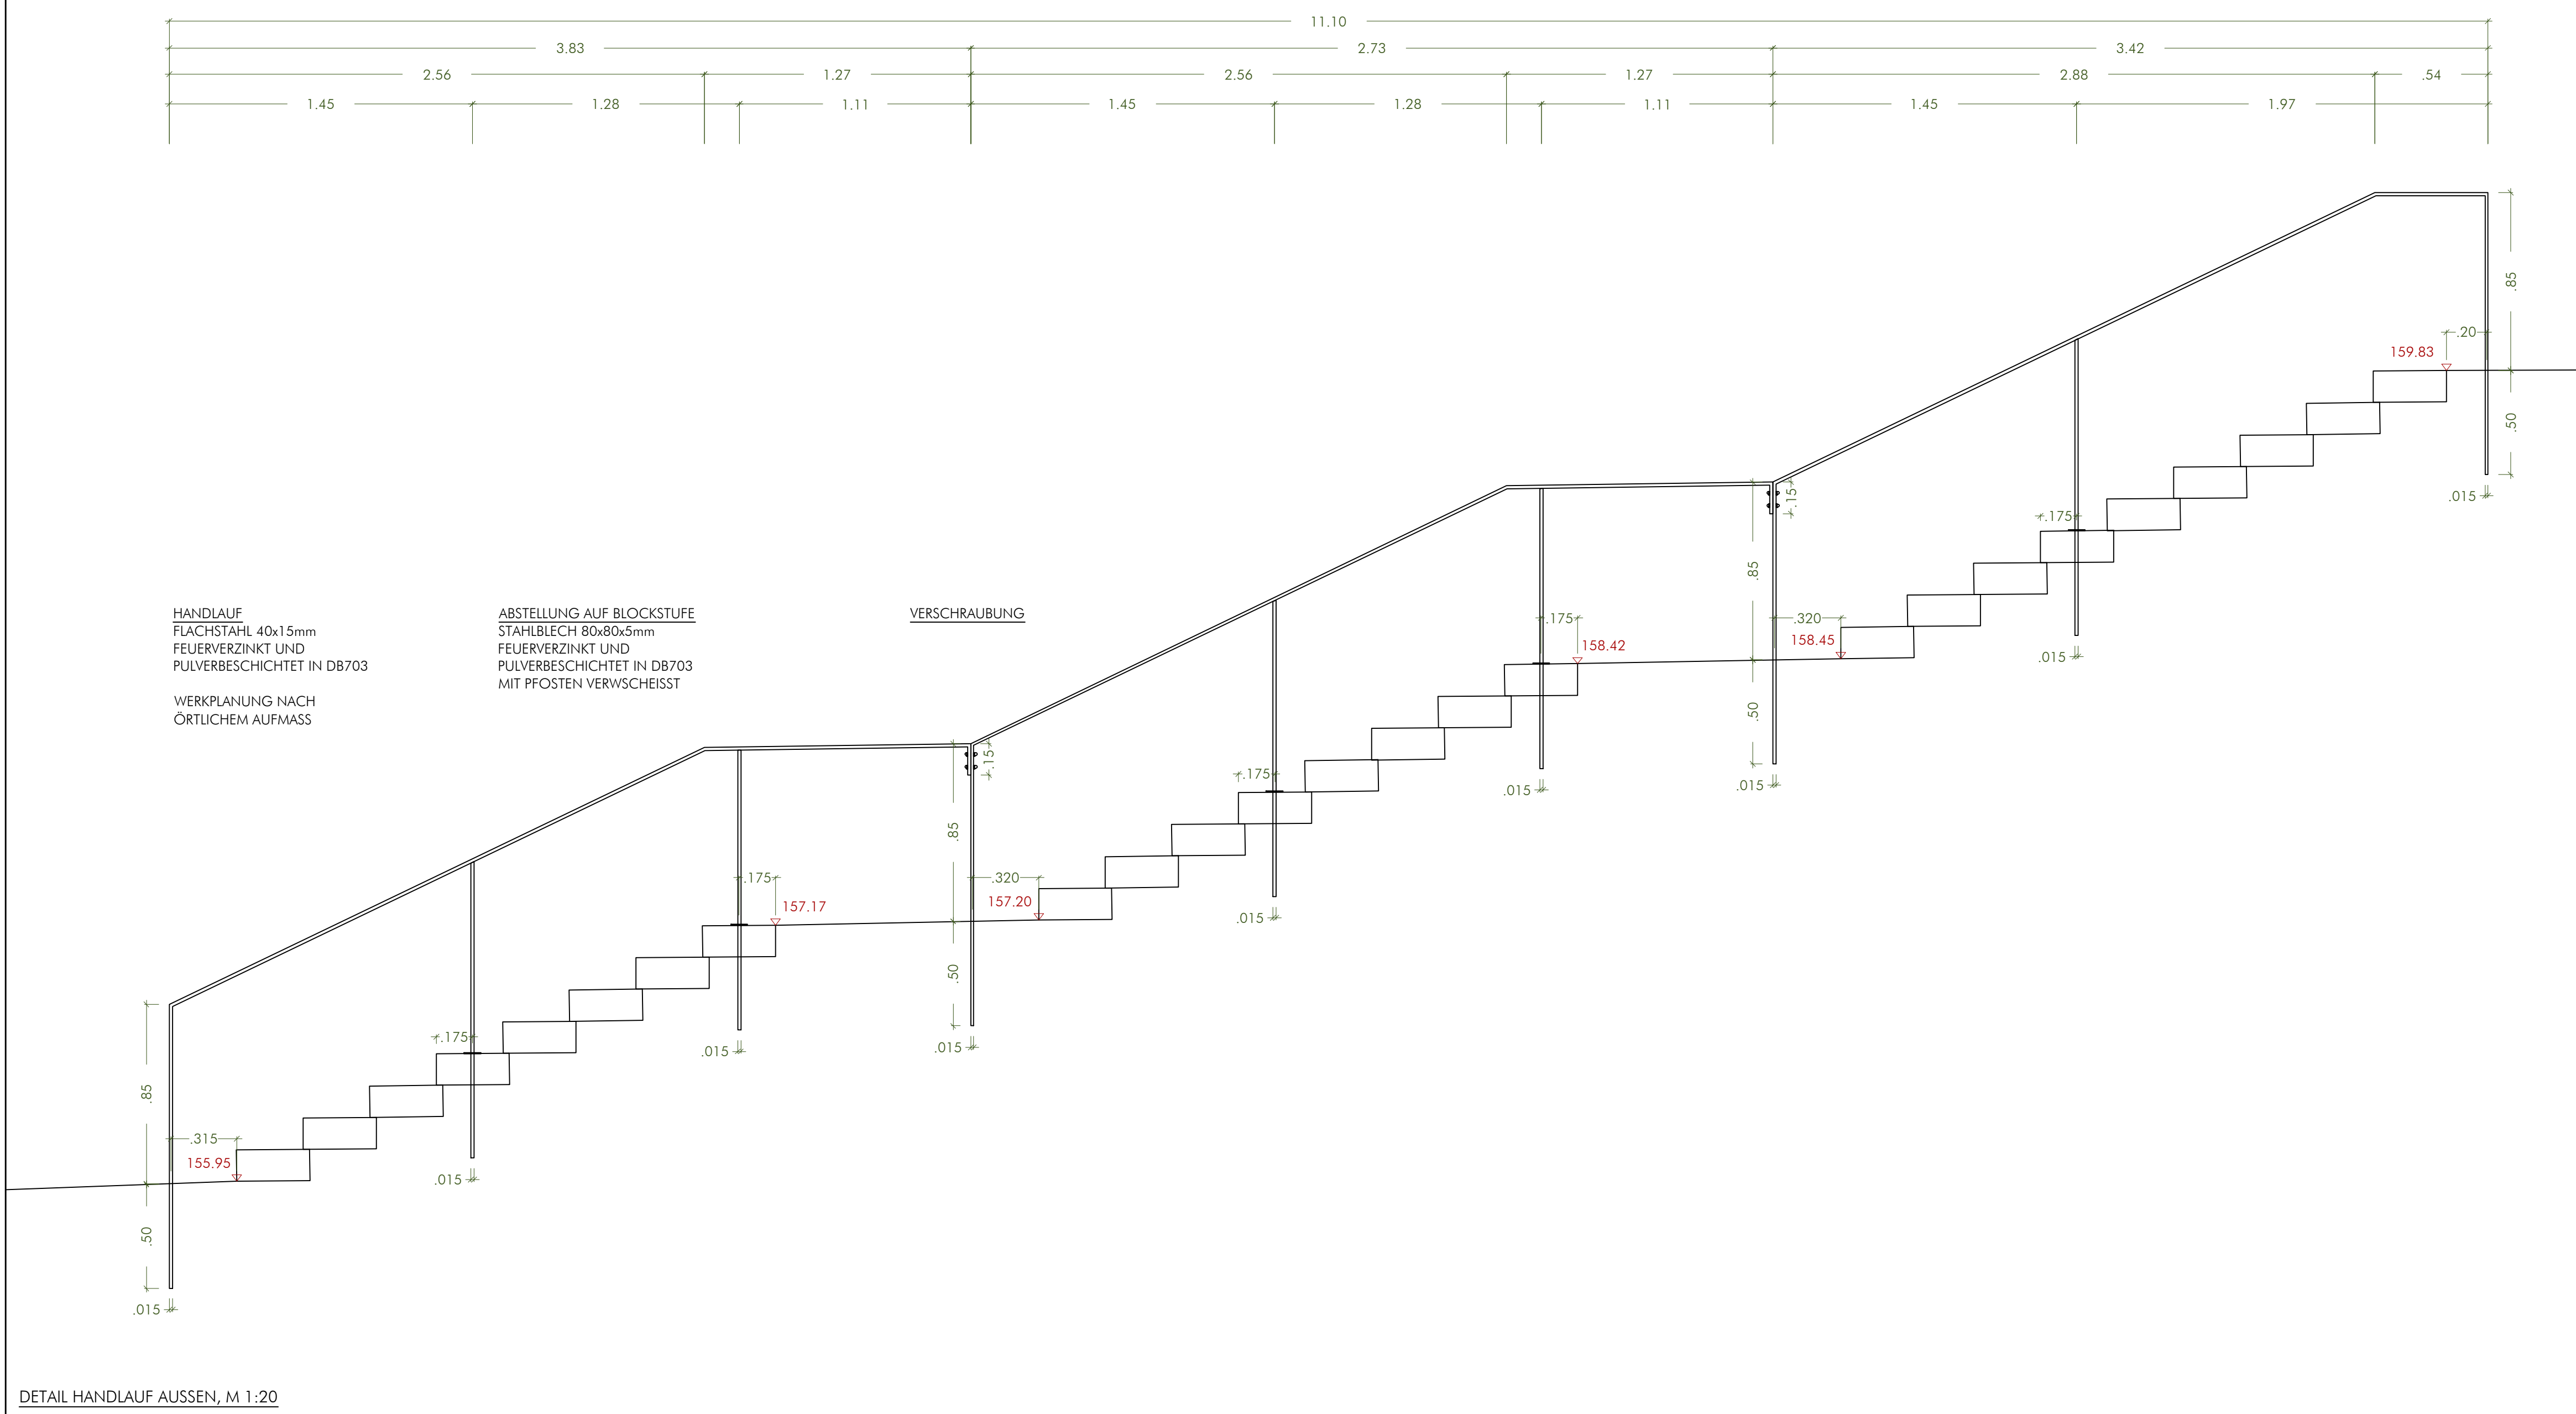 11.10
3.83 2.73 3.42
2.56 1.27 2.56 1.27 2.88 .54
1.45 1.28 1.11 1.45 1.28 1.11 1.45 1.97
.85
.20
159.83
.50
.015
.15
.175
.015
.85
.320
158.45
.50
.015
.175
158.42
.015
HANDLAUF
FLACHSTAHL 40x15mm
FEUERVERZINKT UND
PULVERBESCHICHTET IN DB703
WERKPLANUNG NACH
ÖRTLICHEM AUFMASS
ABSTELLUNG AUF BLOCKSTUFE
STAHLBLECH 80x80x5mm
FEUERVERZINKT UND
PULVERBESCHICHTET IN DB703
MIT PFOSTEN VERWSCHEISST
VERSCHRAUBUNG
.15
.175
.015
.85
.320
157.20
.50
.015
.175
157.17
.015
.175
.015
.85
.315
155.95
.50
.015
DETAIL HANDLAUF AUSSEN, M 1:20